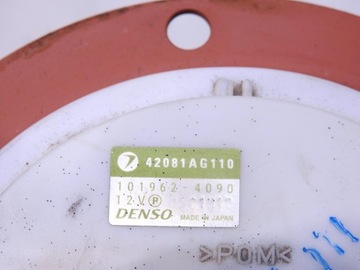 42081AG110
101962-4090
12V Ⓡ
DENSO MADE IN JAPAN
>POM<